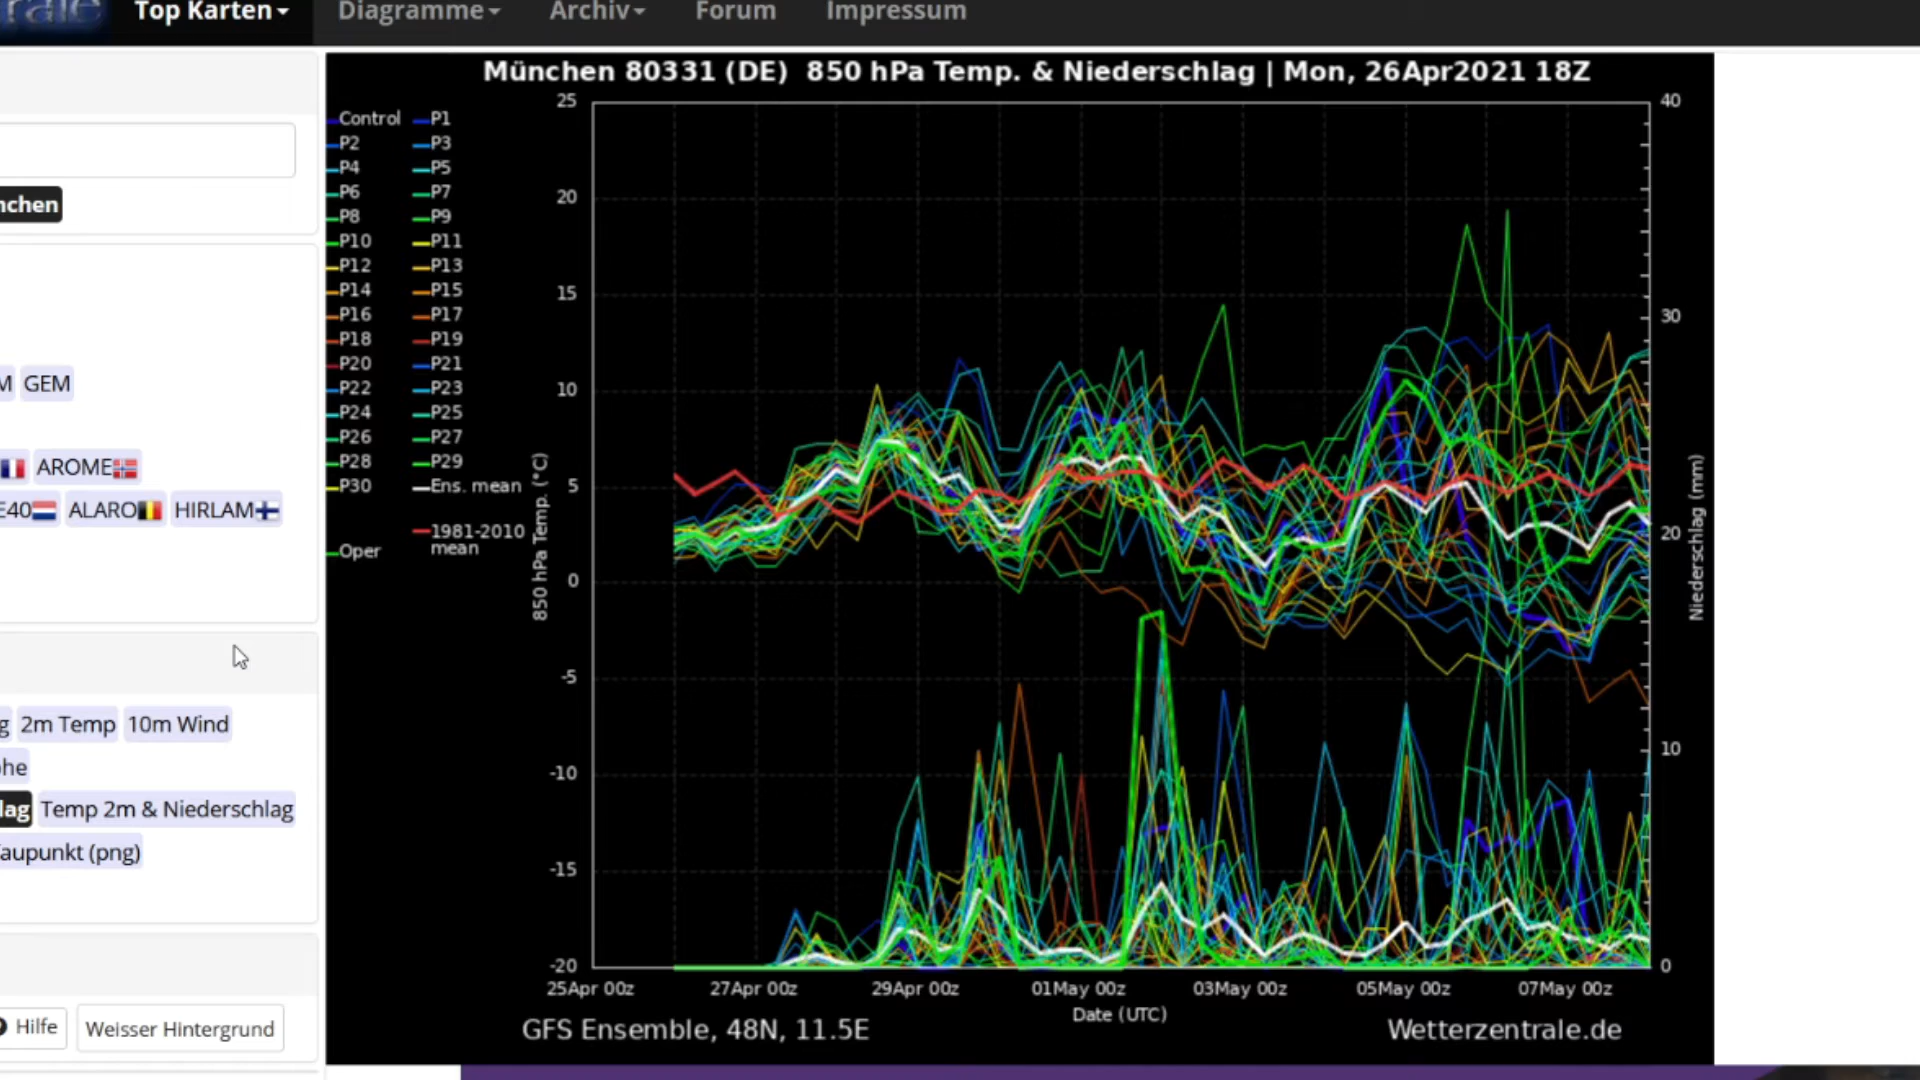 Top Karten Diagramme Archiv Forum Impressum
nchen
M GEM
AROME
E40 ALARO HIRLAM
g 2m Temp 10m Wind
öhe
lag Temp 2m & Niederschlag
Taupunkt (png)
Hilfe Weisser Hintergrund
München 80331 (DE) 850 hPa Temp. & Niederschlag | Mon, 26Apr2021 18Z
Control P1
P2 P3
P4 P5
P6 P7
P8 P9
P10 P11
P12 P13
P14 P15
P16 P17
P18 P19
P20 P21
P22 P23
P24 P25
P26 P27
P28 P29
P30 Ens. mean
1981-2010
mean
Oper
850 hPa Temp. (°C)
25
20
15
10
5
0
-5
-10
-15
-20
40
30
20
10
0
Niederschlag (mm)
25Apr 00z 27Apr 00z 29Apr 00z 01May 00z 03May 00z 05May 00z 07May 00z
Date (UTC)
GFS Ensemble, 48N, 11.5E Wetterzentrale.de